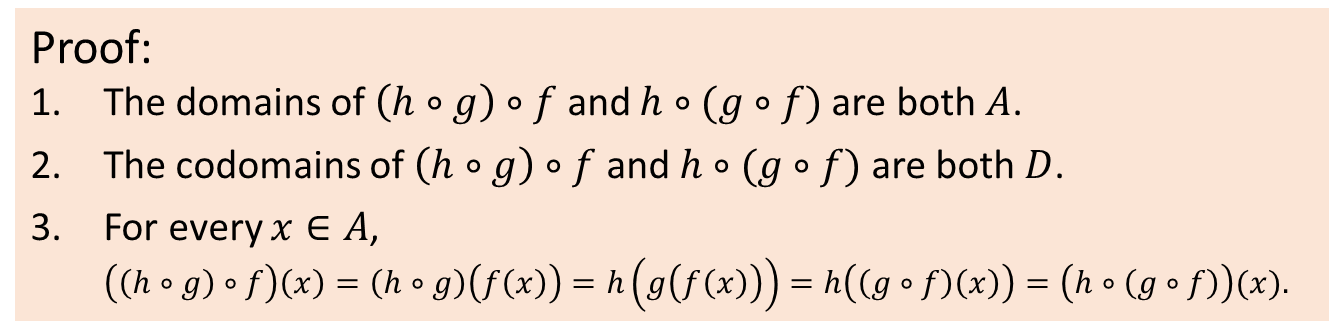 Proof:
1. The domains of (h ∘ g) ∘ f and h ∘ (g ∘ f) are both A.
2. The codomains of (h ∘ g) ∘ f and h ∘ (g ∘ f) are both D.
3. For every x ∈ A,
((h ∘ g) ∘ f)(x) = (h ∘ g)(f(x)) = h(g(f(x))) = h((g ∘ f)(x)) = (h ∘ (g ∘ f))(x).